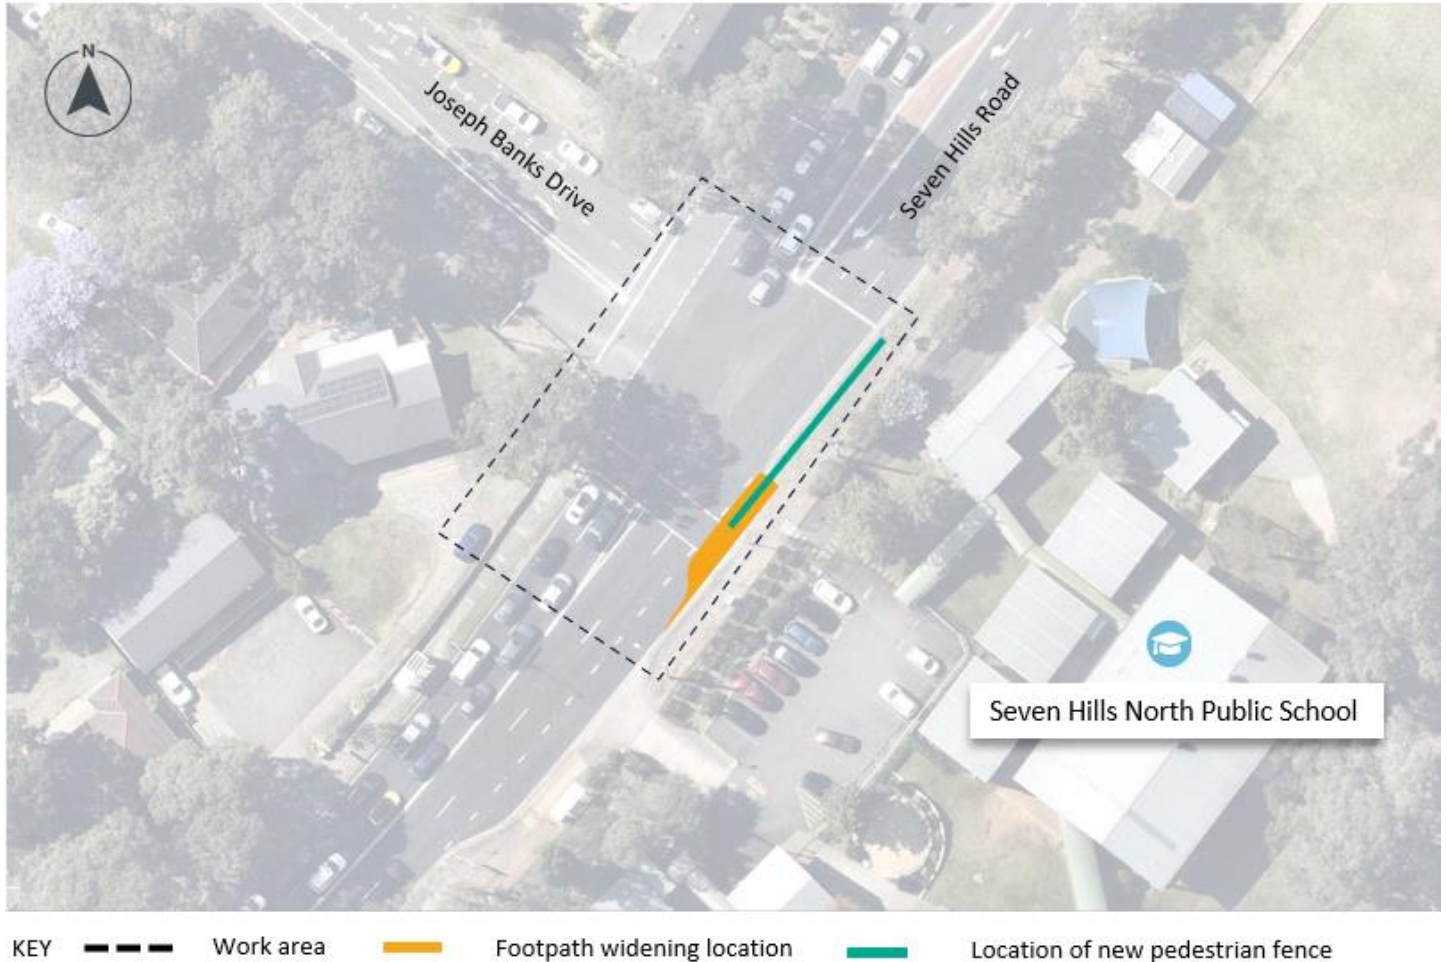 N
Joseph Banks Drive
Seven Hills Road
Seven Hills North Public School
KEY
Work area
Footpath widening location
Location of new pedestrian fence